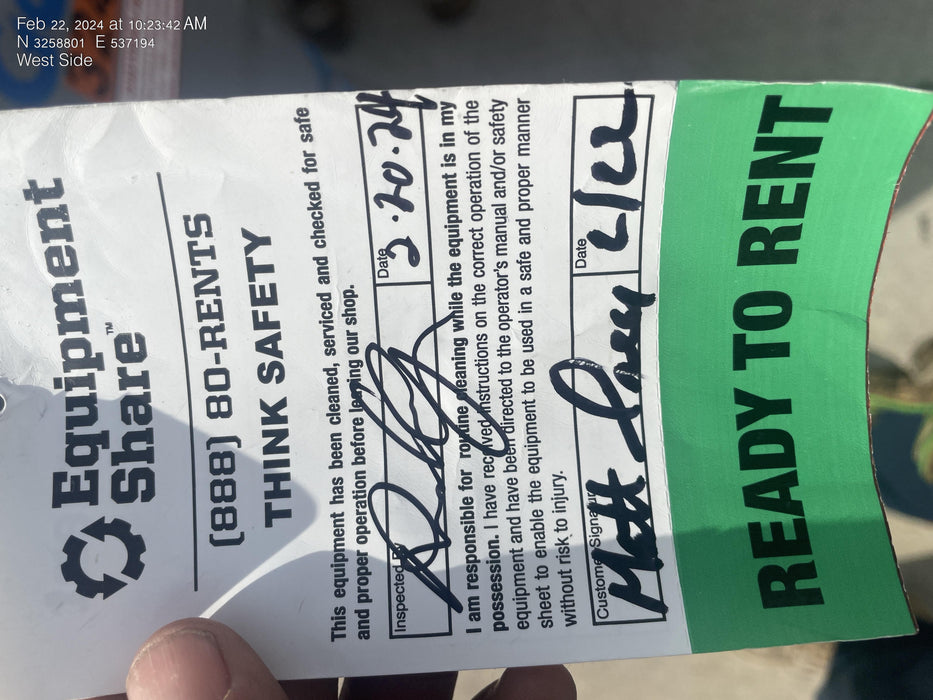 Feb 22, 2024 at 10:23:42 AM
N 3258801 E 537194
West Side
Equipment
Share™
(888) 80-RENTS
THINK SAFETY
This equipment has been cleaned, serviced and checked for safe
and proper operation before leaving our shop.
Inspected By
Date
2.20.24
I am responsible for routine cleaning while the equipment is in my
possession. I have received instructions on the correct operation of the
equipment and have been directed to the operator's manual and/or safety
sheet to enable the equipment to be used in a safe and proper manner
without risk to injury.
Customer Signature
Matt
Date
2/22
READY TO RENT